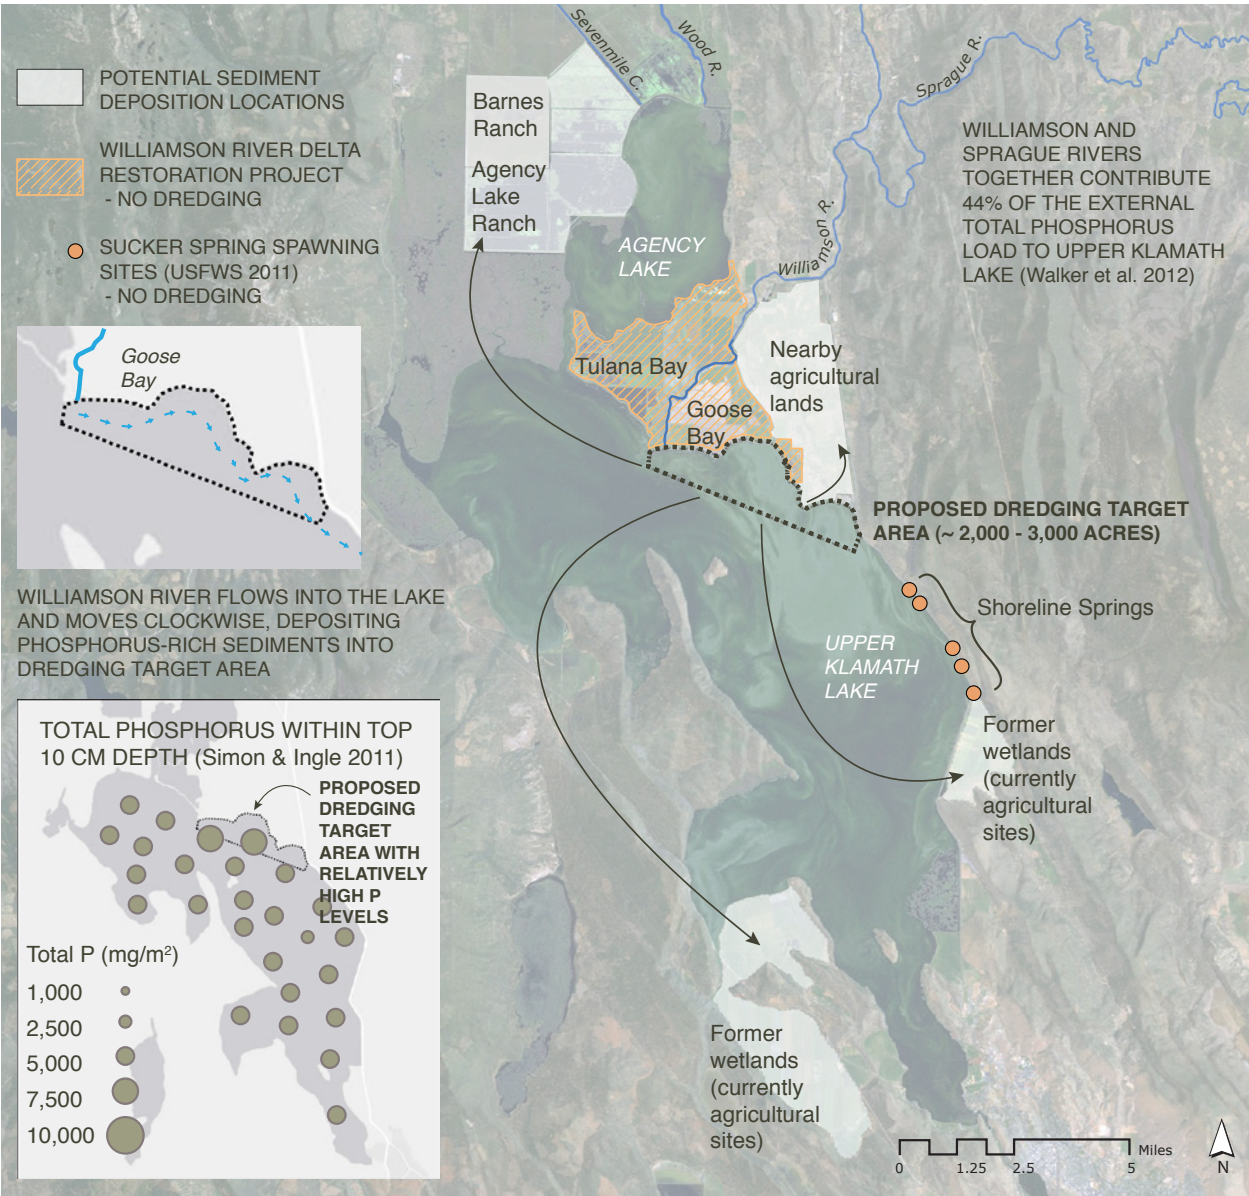 POTENTIAL SEDIMENT
DEPOSITION LOCATIONS
WILLIAMSON RIVER DELTA
RESTORATION PROJECT
- NO DREDGING
SUCKER SPRING SPAWNING
SITES (USFWS 2011)
- NO DREDGING
Goose
Bay
WILLIAMSON RIVER FLOWS INTO THE LAKE
AND MOVES CLOCKWISE, DEPOSITING
PHOSPHORUS-RICH SEDIMENTS INTO
DREDGING TARGET AREA
TOTAL PHOSPHORUS WITHIN TOP
10 CM DEPTH (Simon & Ingle 2011)
PROPOSED
DREDGING
TARGET
AREA WITH
RELATIVELY
HIGH P
LEVELS
Total P (mg/m²)
1,000
2,500
5,000
7,500
10,000
Sevenmile C.
Wood R.
Sprague R.
Williamson R.
Barnes
Ranch
Agency
Lake
Ranch
AGENCY
LAKE
WILLIAMSON AND
SPRAGUE RIVERS
TOGETHER CONTRIBUTE
44% OF THE EXTERNAL
TOTAL PHOSPHORUS
LOAD TO UPPER KLAMATH
LAKE (Walker et al. 2012)
Tulana Bay
Goose
Bay
Nearby
agricultural
lands
PROPOSED DREDGING TARGET
AREA (~ 2,000 - 3,000 ACRES)
Shoreline Springs
UPPER
KLAMATH
LAKE
Former
wetlands
(currently
agricultural
sites)
Former
wetlands
(currently
agricultural
sites)
0 1.25 2.5 5 Miles
N